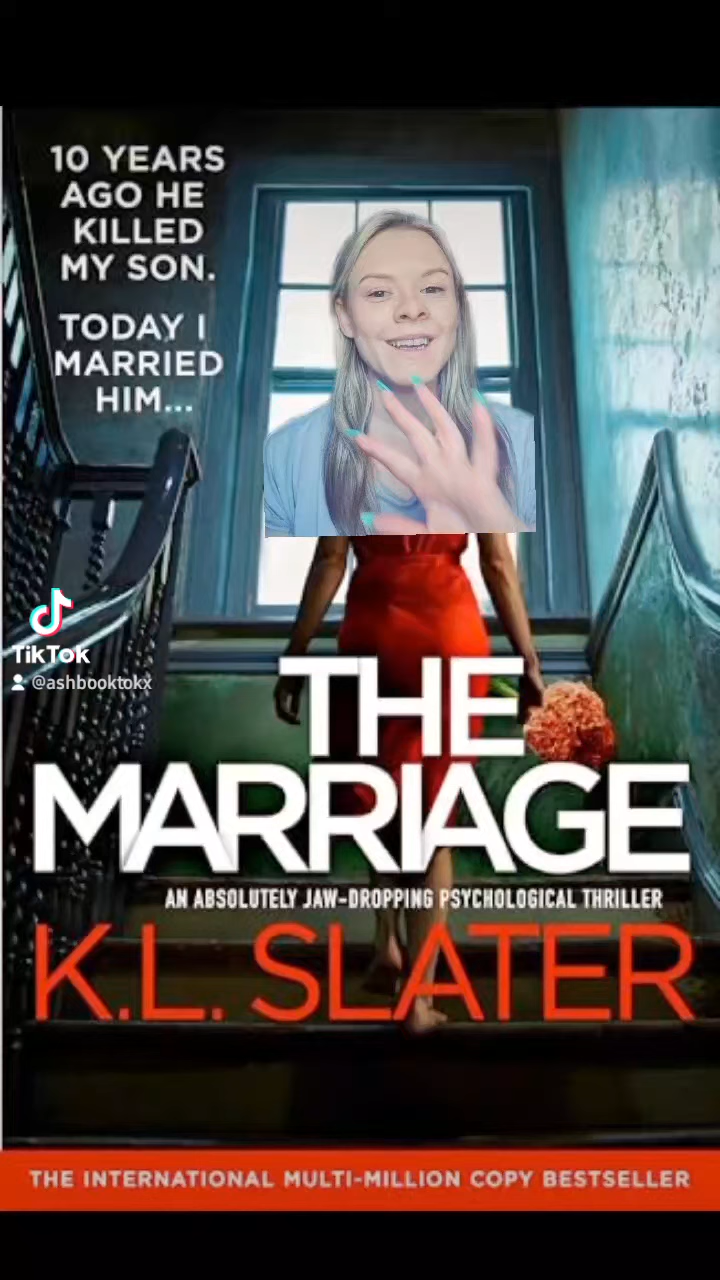 10 YEARS
AGO HE
KILLED
MY SON.
TODAY I
MARRIED
HIM...
TikTok
@ashbooktokx
THE
MARRIAGE
AN ABSOLUTELY JAW-DROPPING PSYCHOLOGICAL THRILLER
K.L. SLATER
THE INTERNATIONAL MULTI-MILLION COPY BESTSELLER